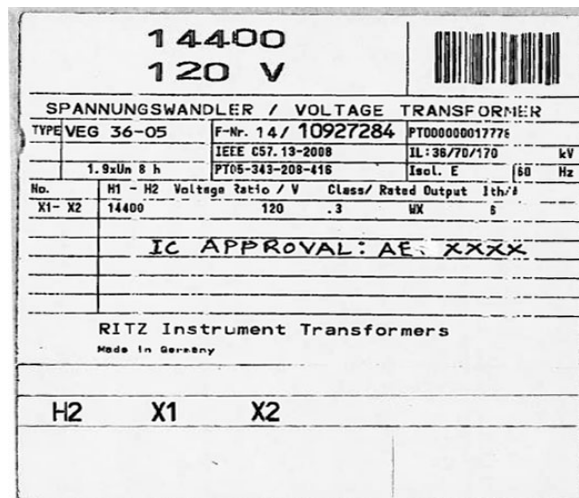 14400
120 V
SPANNUNGSWANDLER / VOLTAGE TRANSFORMER
TYPE VEG 36-05 F-Nr. 14/ 10927284 PT000000017778
IEEE C57.13-2008 IL:36/70/170 kV
1.9xUn 8 h PT05-343-208-416 Isol. E 60 Hz
No. H1 - H2 Voltage Ratio / V Class/ Rated Output Ith/A
X1- X2 14400 120 .3 WX 6
IC APPROVAL: AE- XXXX
RITZ Instrument Transformers
Made in Germany
H2 X1 X2